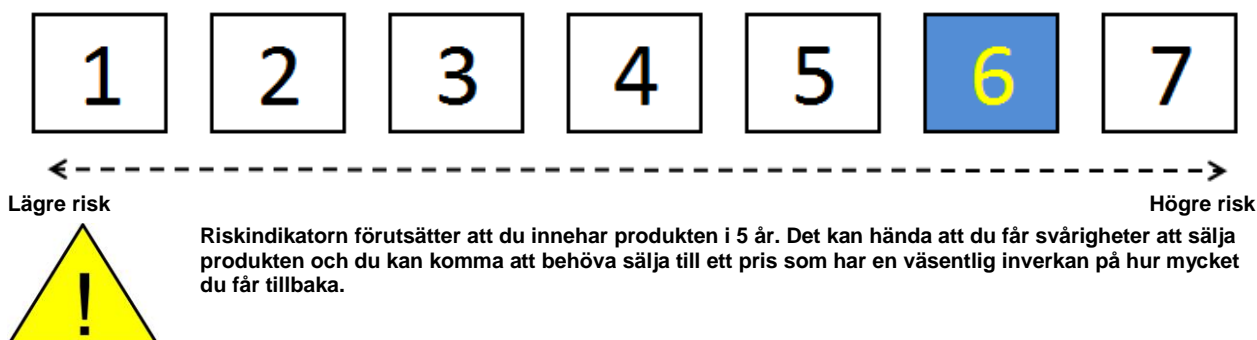 1 2 3 4 5 6 7
Lägre risk Högre risk
Riskindikatorn förutsätter att du innehar produkten i 5 år. Det kan hända att du får svårigheter att sälja
produkten och du kan komma att behöva sälja till ett pris som har en väsentlig inverkan på hur mycket
du får tillbaka.
!